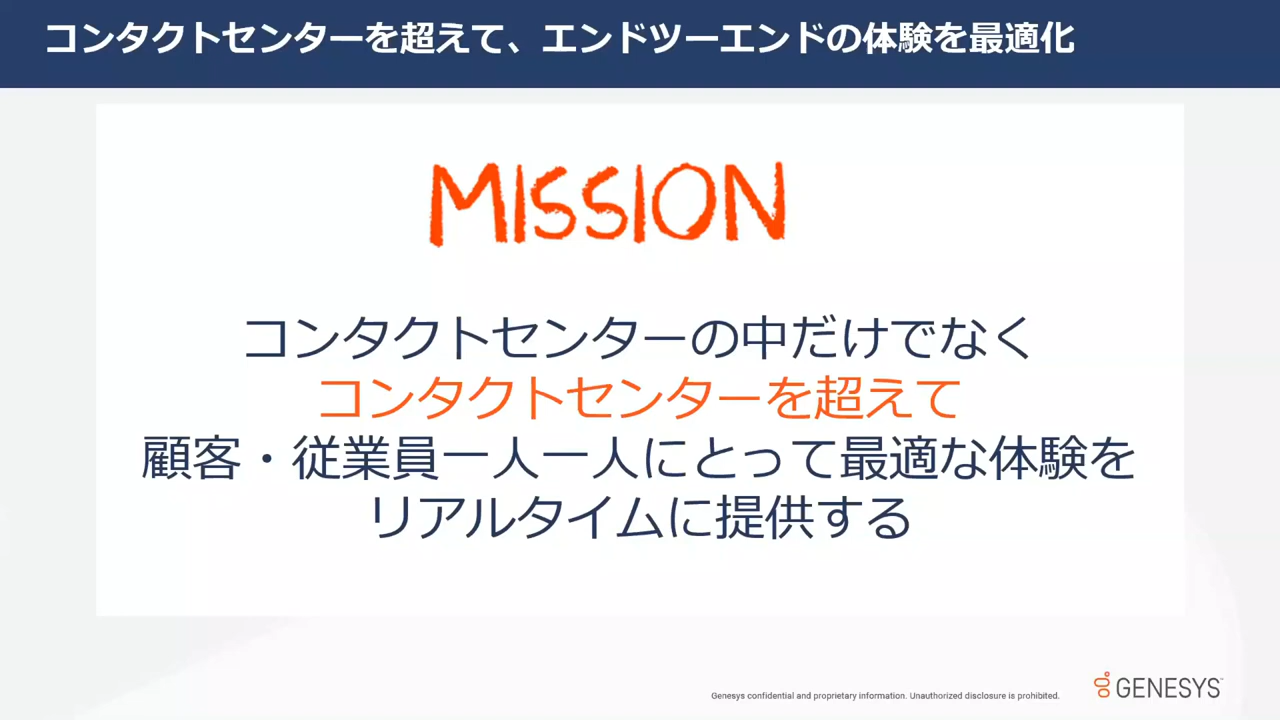 コンタクトセンターを超えて、エンドツーエンドの体験を最適化
MISSION
コンタクトセンターの中だけでなく
コンタクトセンターを超えて
顧客・従業員一人一人にとって最適な体験を
リアルタイムに提供する
Genesys confidential and proprietary information. Unauthorized disclosure is prohibited.
GENESYS™